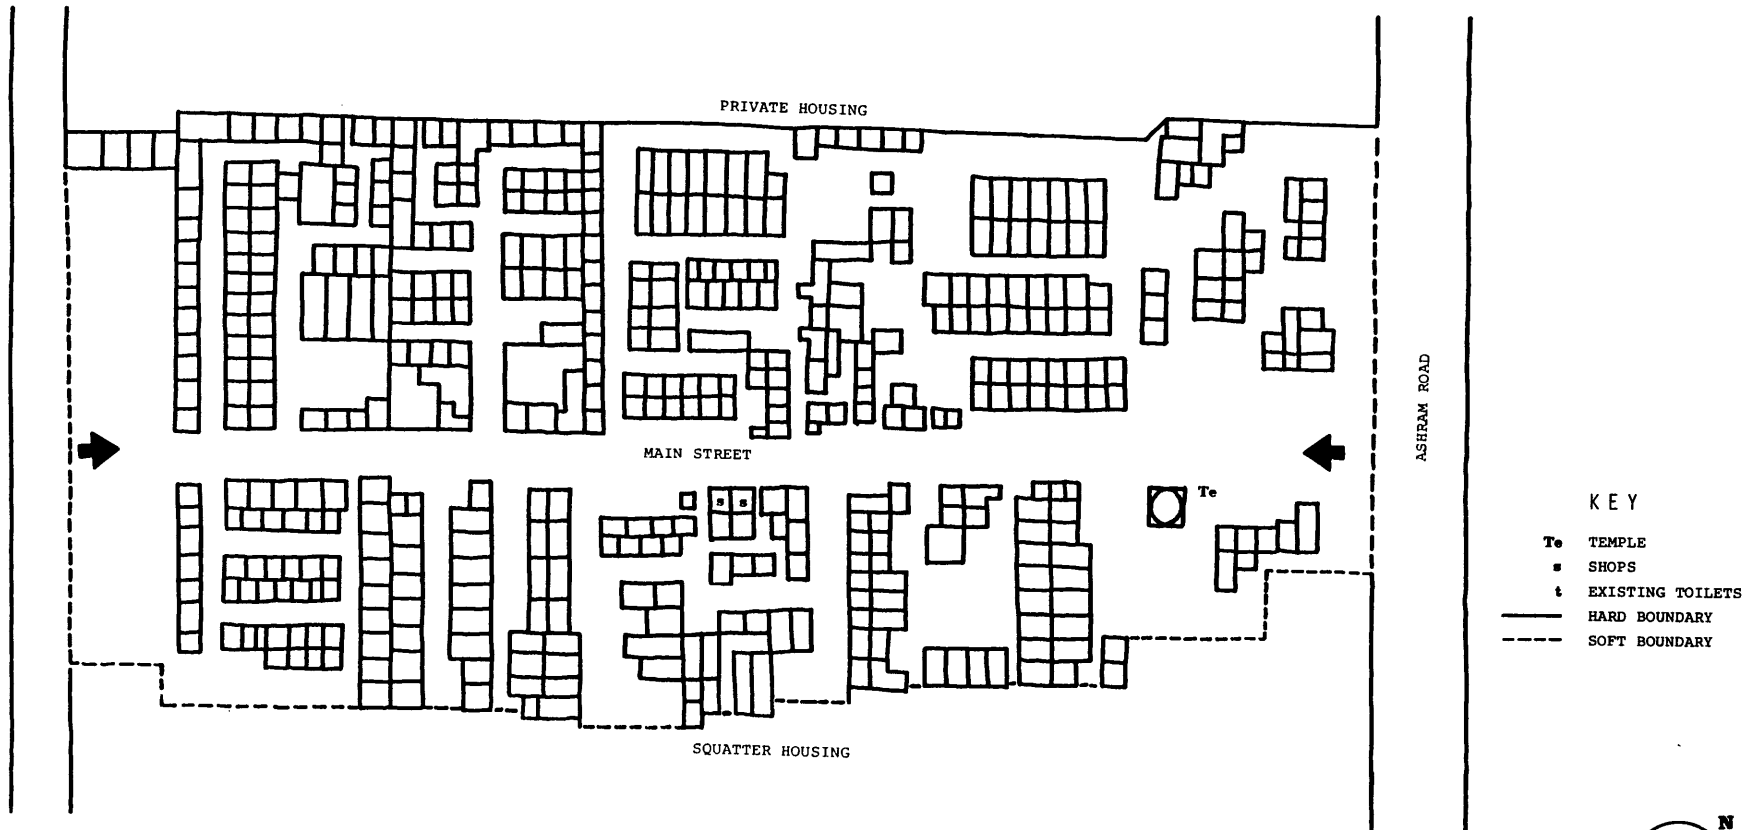 PRIVATE HOUSING
MAIN STREET
ASHRAM ROAD
s s
Te
SQUATTER HOUSING
KEY
Te TEMPLE
s SHOPS
t EXISTING TOILETS
HARD BOUNDARY
SOFT BOUNDARY
N